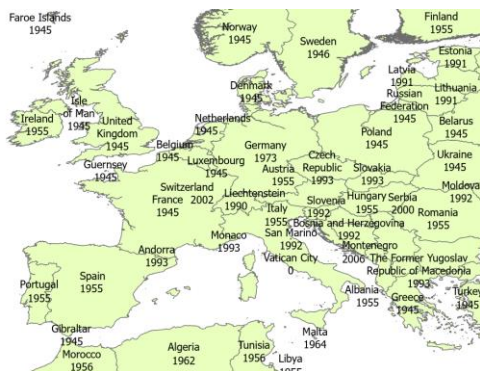 Faroe Islands
1945
Norway
1945
Sweden
1946
Finland
1955
Estonia
1991
Latvia
1991
Lithuania
1991
Russian
Federation
1945
Belarus
1945
Denmark
1945
Isle
of Man
1945
Ireland
1955
United
Kingdom
1945
Netherlands
1945
Belgium
1945
Germany
1973
Poland
1945
Ukraine
1945
Guernsey
1945
Luxembourg
1945
Czech
Republic
1993
Slovakia
1993
Austria
1955
Moldova
1992
France
1945
Switzerland
2002
Liechtenstein
1990
Slovenia
1992
Hungary
1955
Serbia
2000
Romania
1955
Italy
1955
San Marino
1992
Bosnia and Herzegovina
1992
Monaco
1993
Andorra
1993
Vatican City
0
Montenegro
2006
The Former Yugoslav
Republic of Macedonia
1993
Albania
1955
Greece
1945
Turkey
1945
Portugal
1955
Spain
1955
Gibraltar
1945
Morocco
1956
Algeria
1962
Tunisia
1956
Malta
1964
Libya
1955